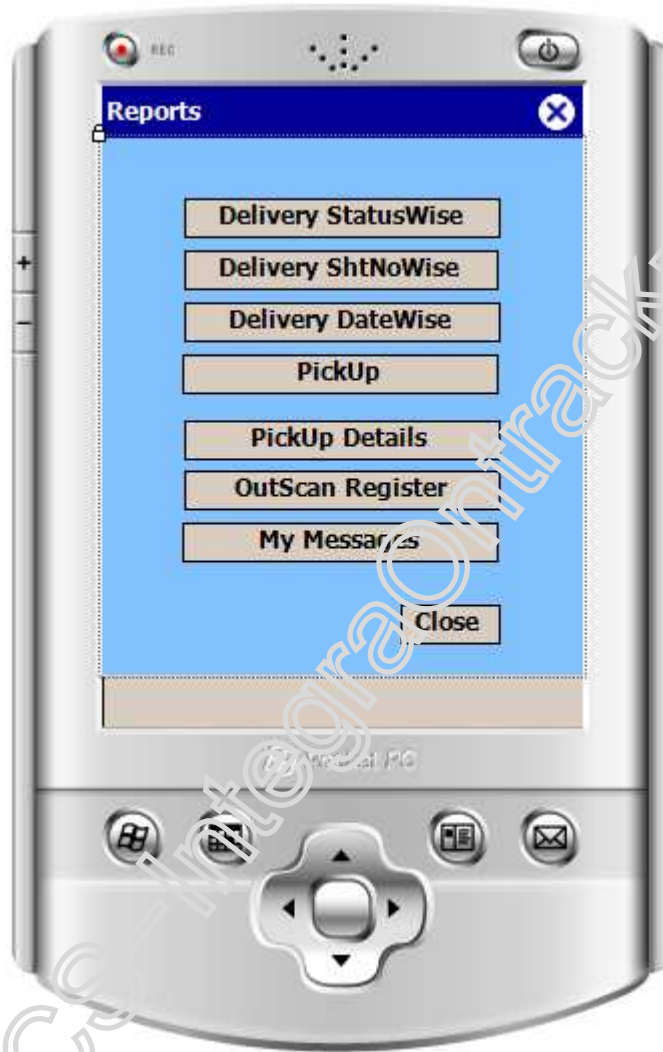 REC
Reports
Delivery StatusWise
Delivery ShtNoWise
Delivery DateWise
PickUp
PickUp Details
OutScan Register
My Messages
Close